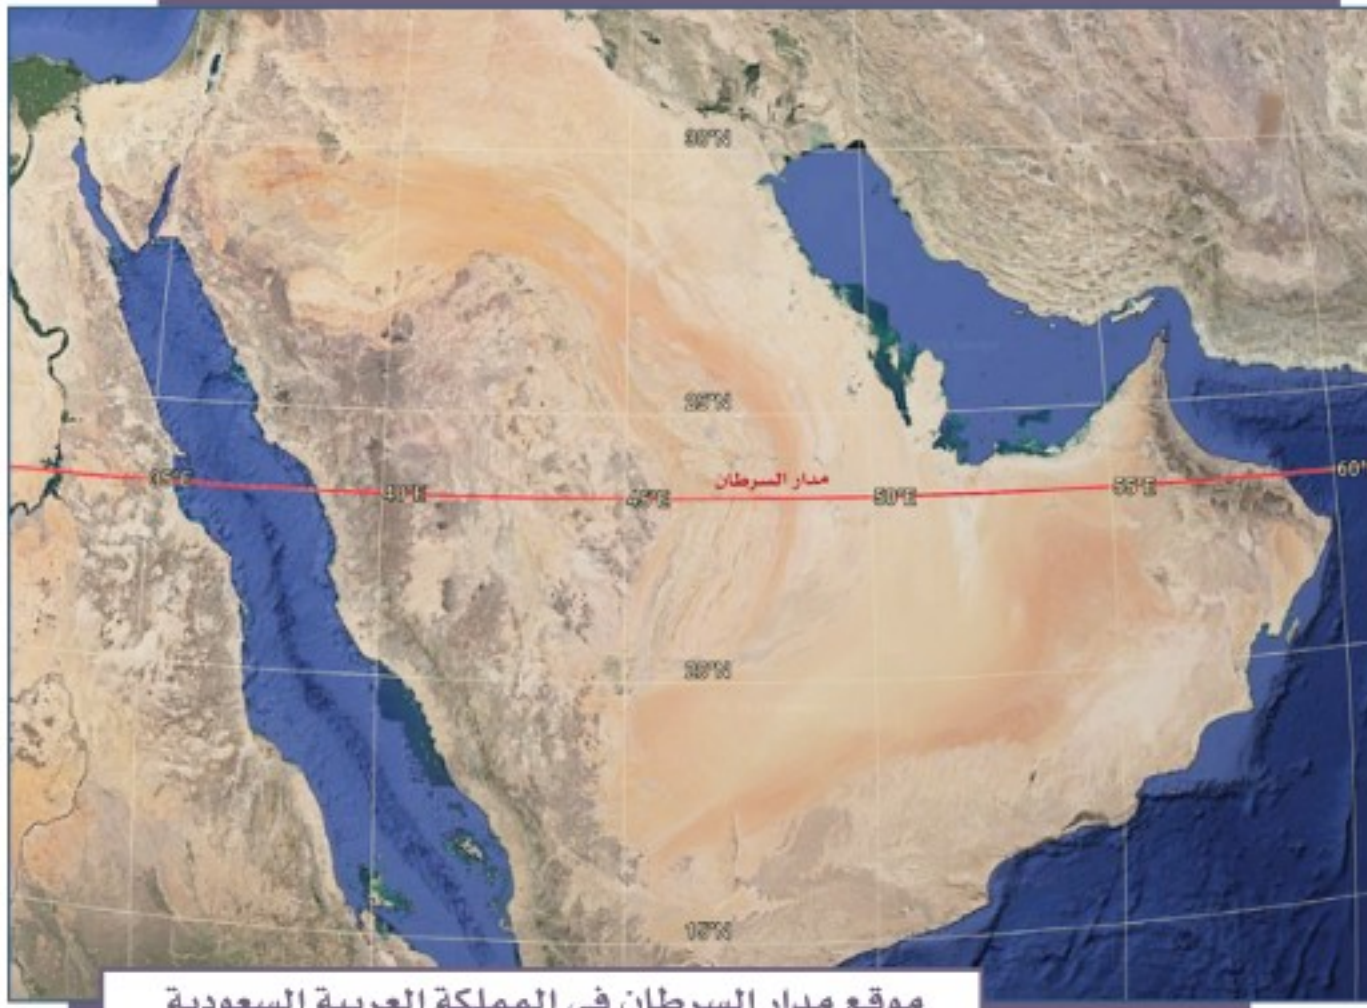 30°N
25°N
مدار السرطان
35°E
40°E
45°E
50°E
55°E
60°
20°N
15°N
موقع مدار السرطان في المملكة العربية السعودية